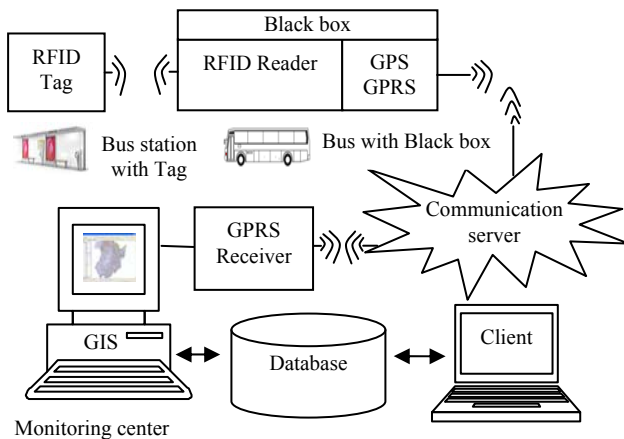 Black box
RFID
Tag
RFID Reader
GPS
GPRS
Bus station
with Tag
Bus with Black box
Communication
server
GPRS
Receiver
GIS
Database
Client
Monitoring center